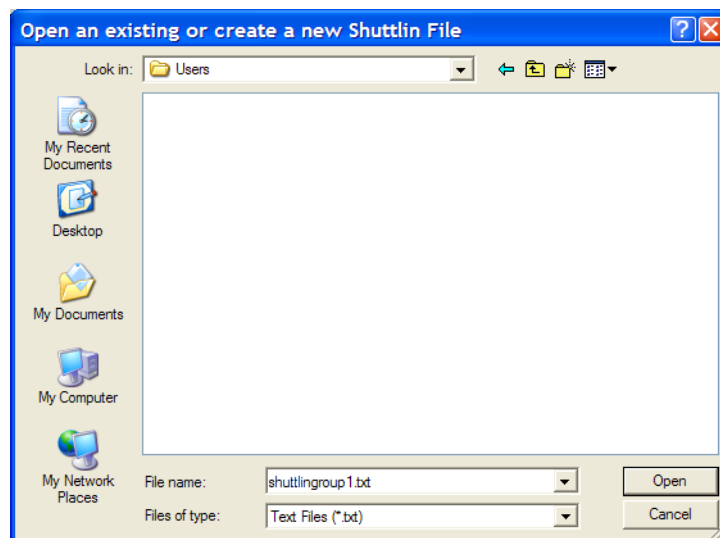 Open an existing or create a new Shuttlin File
Look in:
Users
My Recent
Documents
Desktop
My Documents
My Computer
My Network
Places
File name:
shuttlingroup1.txt
Open
Files of type:
Text Files (*.txt)
Cancel